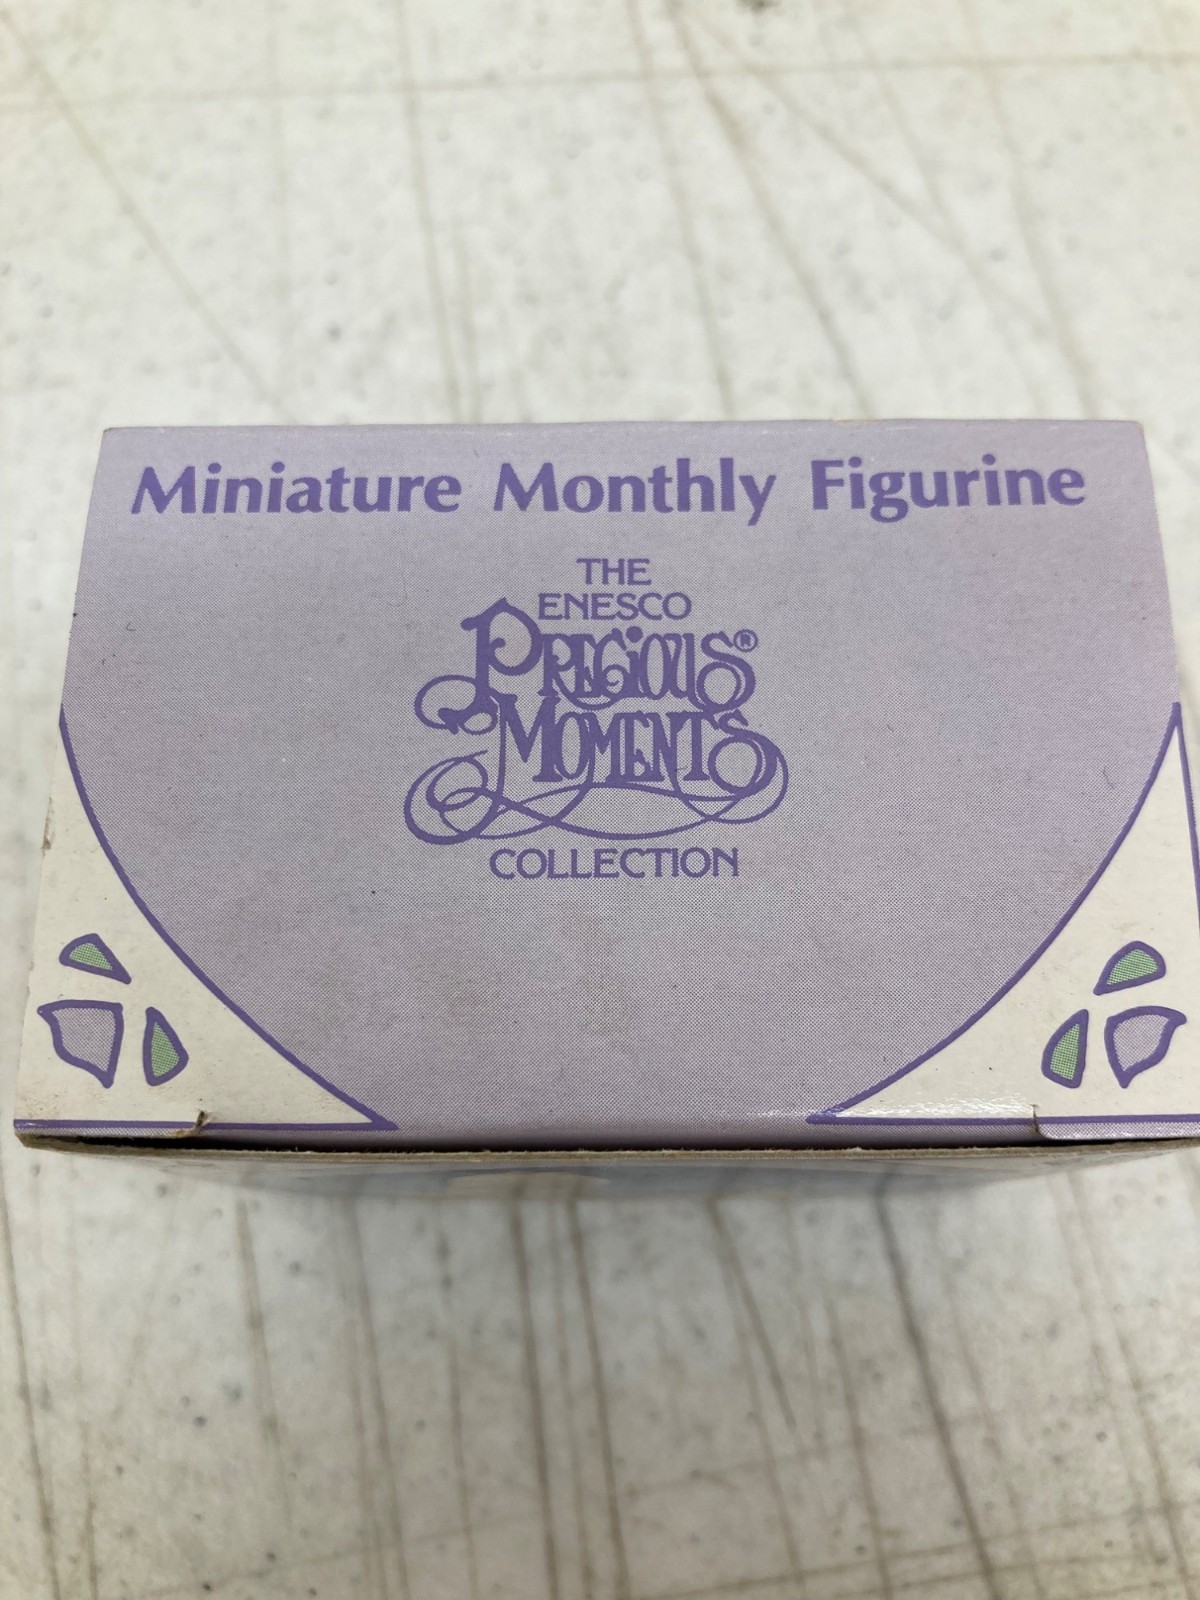 Miniature Monthly Figurine
THE
ENESCO
PRECIOUS®
MOMENTS
COLLECTION